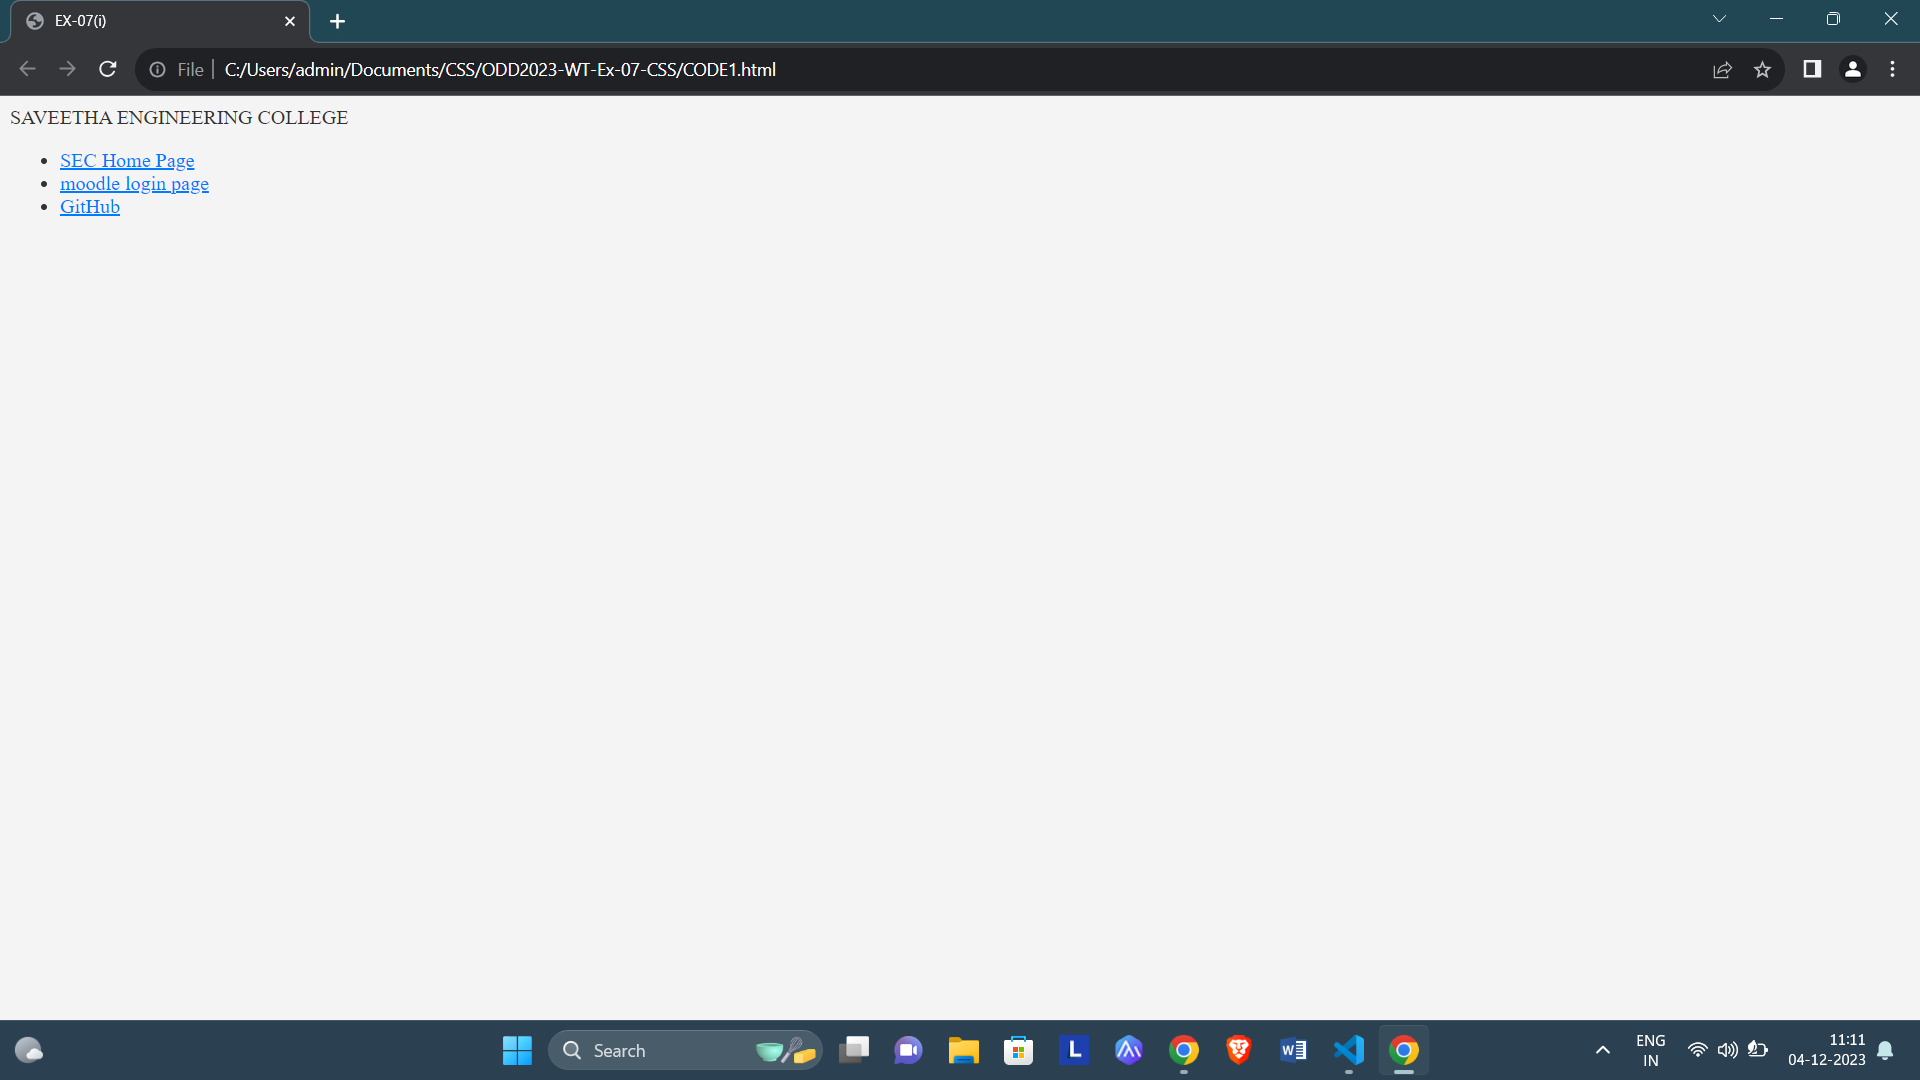 EX-07(i)
File
C:/Users/admin/Documents/CSS/ODD2023-WT-Ex-07-CSS/CODE1.html
SAVEETHA ENGINEERING COLLEGE
SEC Home Page
moodle login page
GitHub
Search
L
W
ENG
IN
11:11
04-12-2023